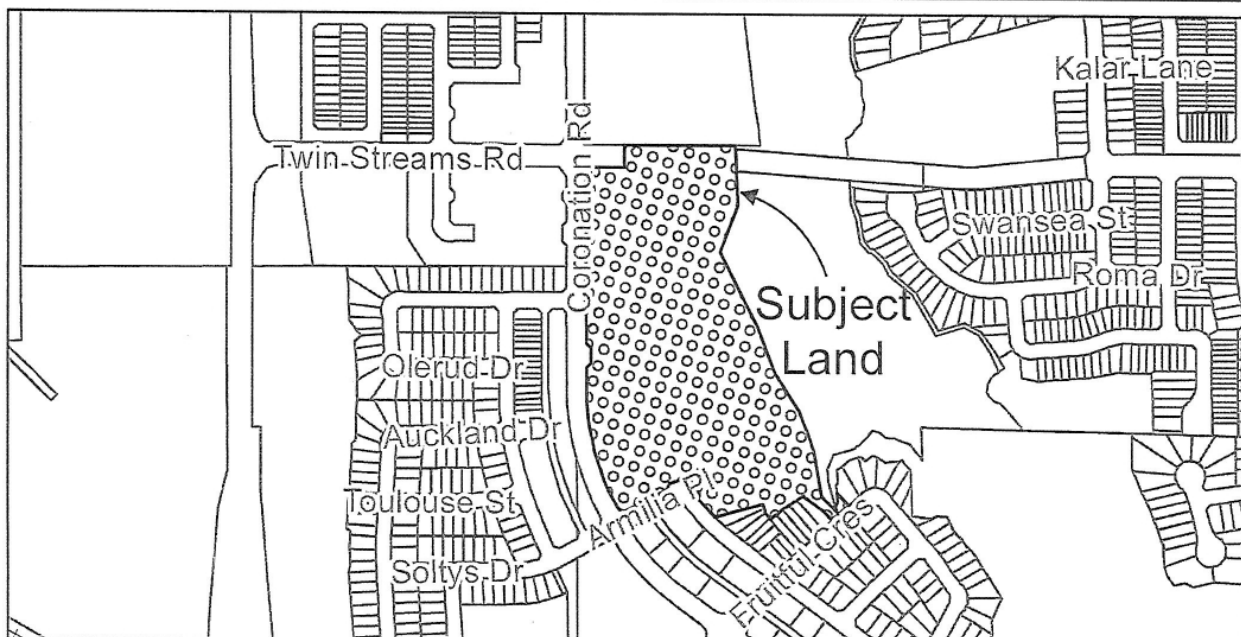 Kalar Lane
Twin Streams Rd
Coronation Rd
Swansea St
Roma Dr
Subject
Land
Olerud Dr
Auckland Dr
Toulouse St
Armilia Pl
Soltys Dr
Fruitful Cres